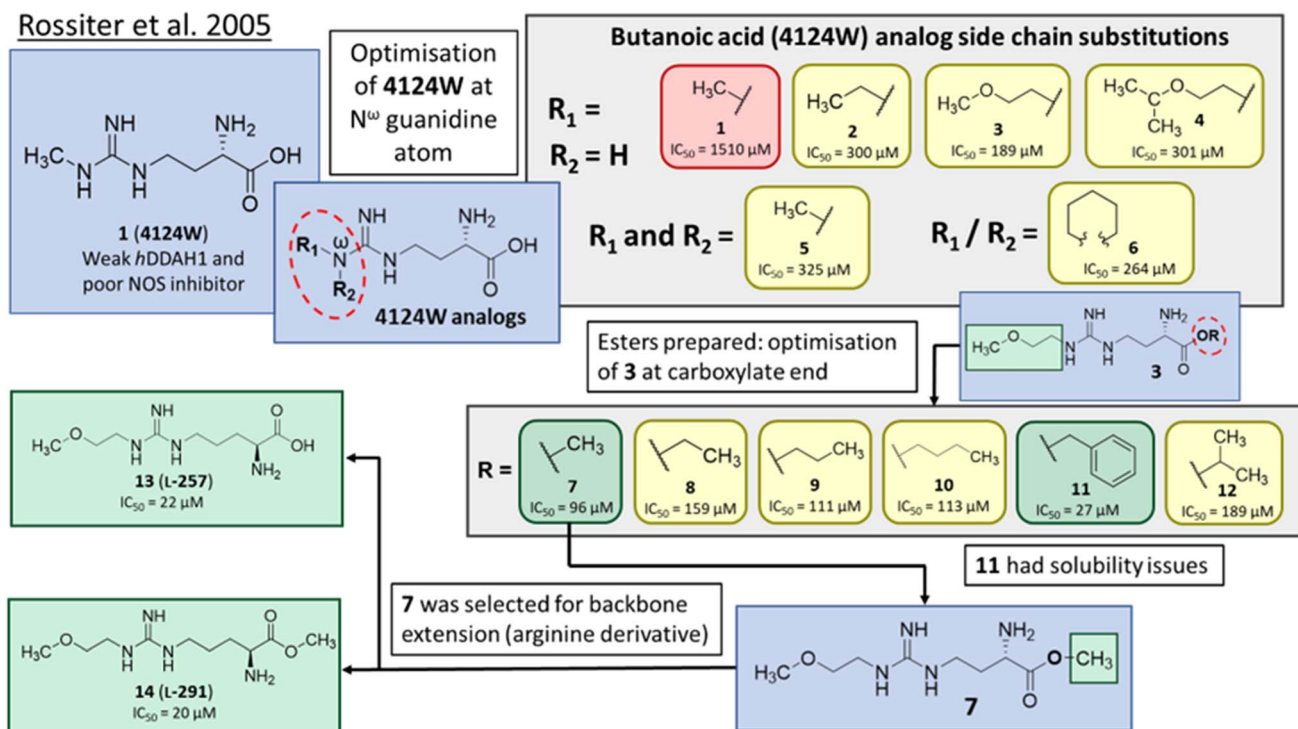 Rossiter et al. 2005
NH
NH₂
H₃C
N
H
N
H
OH
O
1 (4124W)
Weak hDDAH1 and
poor NOS inhibitor
Optimisation
of 4124W at
Nω guanidine
atom
NH
NH₂
R₁
ω
N
R₂
N
H
OH
O
4124W analogs
Butanoic acid (4124W) analog side chain substitutions
R₁ =
R₂ = H
H₃C
1
IC₅₀ = 1510 µM
H₃C
2
IC₅₀ = 300 µM
H₃C
O
3
IC₅₀ = 189 µM
H₃C
O
CH₃
4
IC₅₀ = 301 µM
R₁ and R₂ =
H₃C
5
IC₅₀ = 325 µM
R₁ / R₂ =
6
IC₅₀ = 264 µM
Esters prepared: optimisation
of 3 at carboxylate end
NH
NH₂
H₃C
O
N
H
N
H
OR
O
3
R =
CH₃
7
IC₅₀ = 96 µM
CH₃
8
IC₅₀ = 159 µM
CH₃
9
IC₅₀ = 111 µM
CH₃
10
IC₅₀ = 113 µM
11
IC₅₀ = 27 µM
CH₃
CH₃
12
IC₅₀ = 189 µM
11 had solubility issues
7 was selected for backbone
extension (arginine derivative)
NH
NH₂
H₃C
O
N
H
N
H
O
CH₃
O
7
NH
O
H₃C
O
N
H
N
H
OH
NH₂
13 (L-257)
IC₅₀ = 22 µM
NH
O
H₃C
O
N
H
N
H
O
CH₃
NH₂
14 (L-291)
IC₅₀ = 20 µM